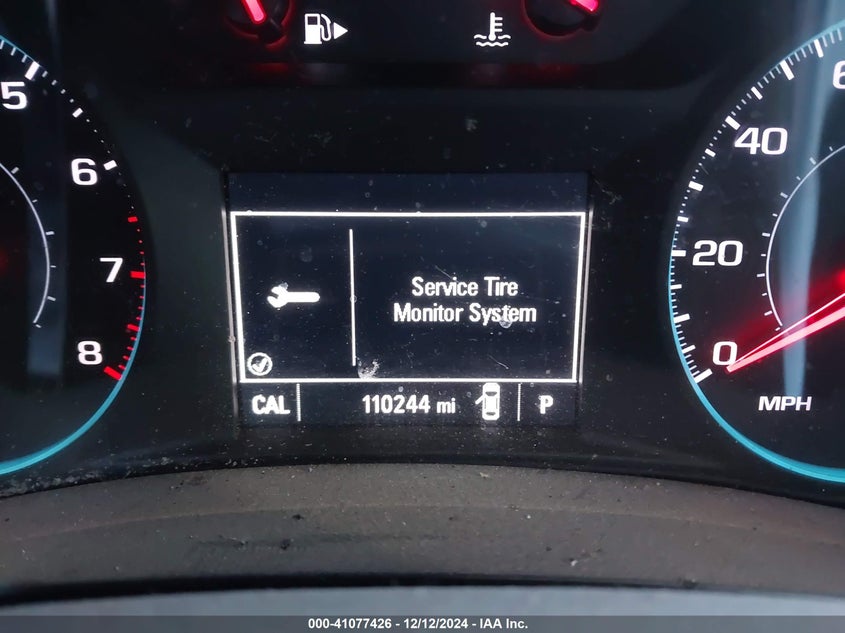 5
6
7
8
Service Tire
Monitor System
CAL
110244 mi
P
40
20
0
MPH
000-41077426 - 12/12/2024 - IAA Inc.